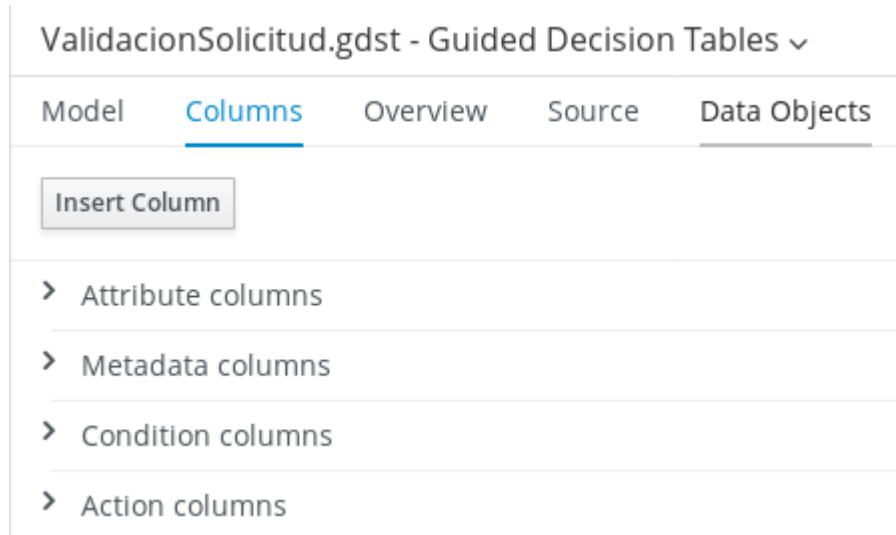 ValidacionSolicitud.gdst - Guided Decision Tables
Model Columns Overview Source Data Objects
Insert Column
Attribute columns
Metadata columns
Condition columns
Action columns